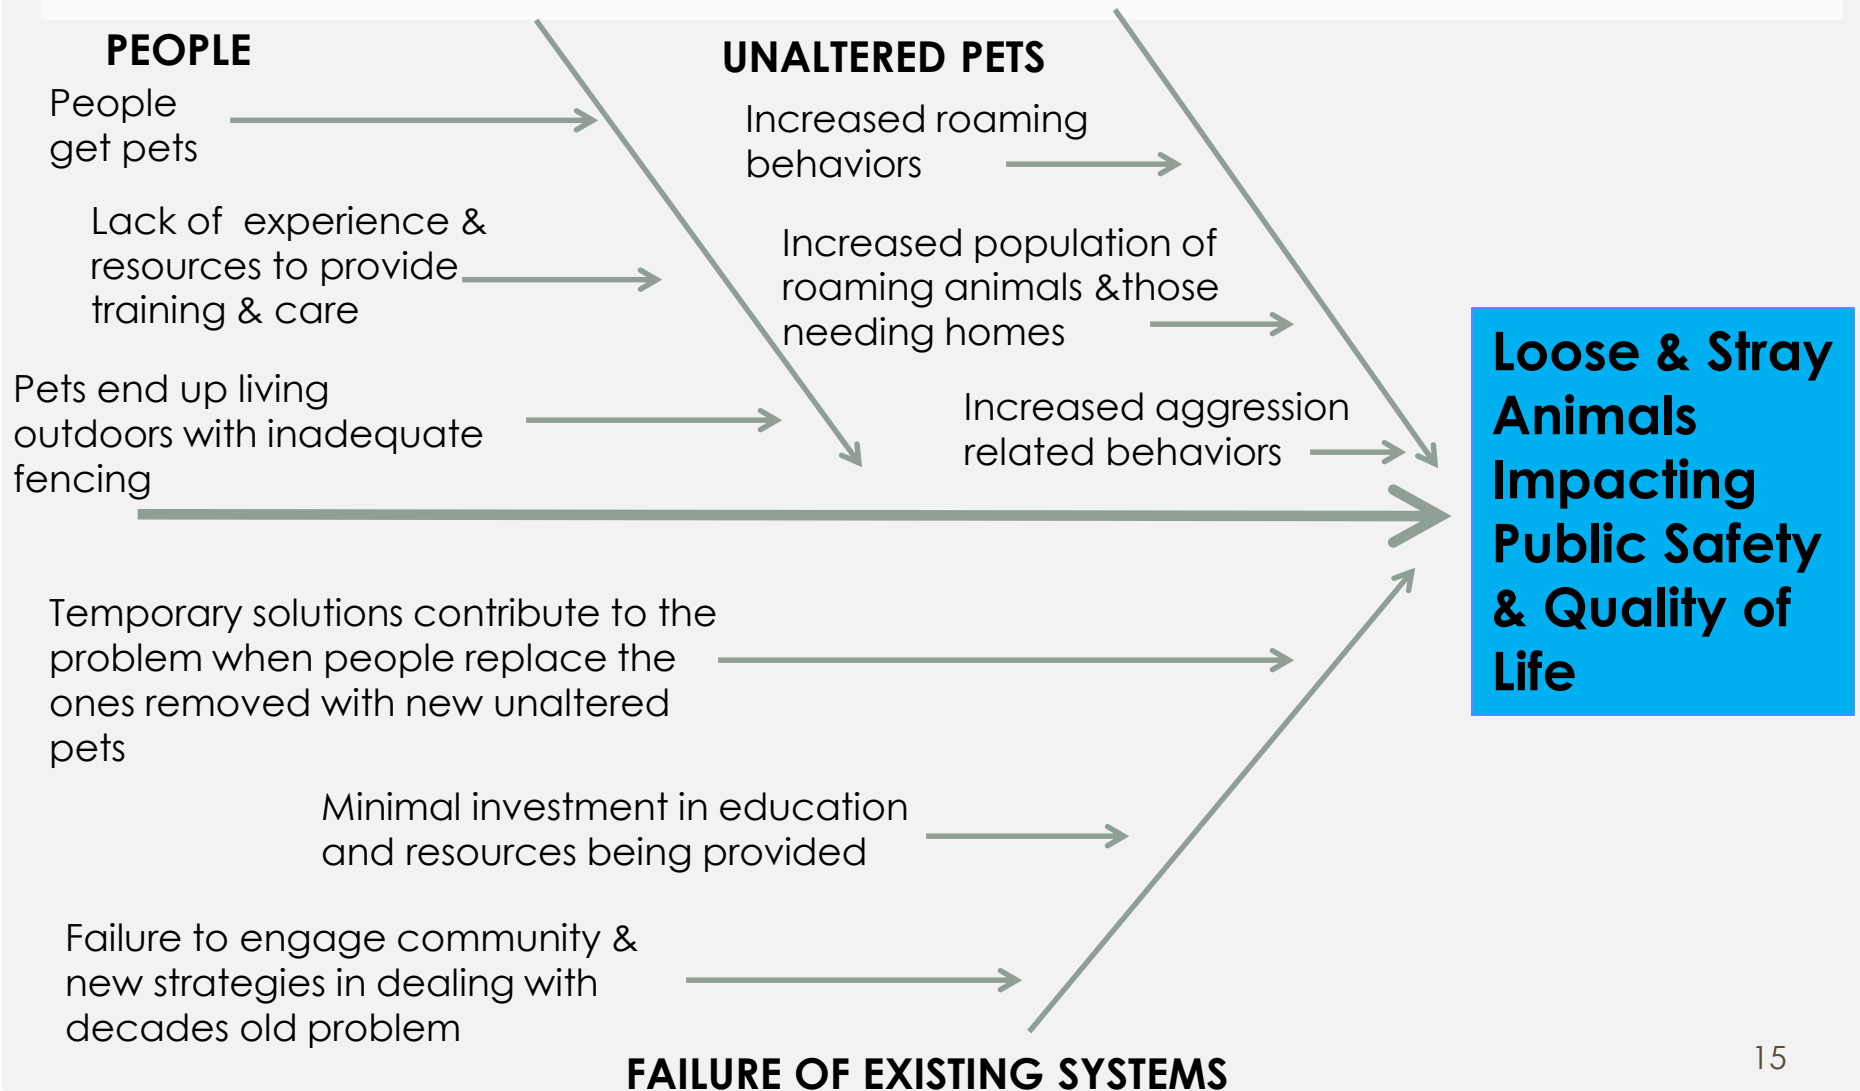 PEOPLE
People
get pets
Lack of  experience &
resources to provide
training & care
Pets end up living
outdoors with inadequate
fencing
UNALTERED PETS
Increased roaming
behaviors
Increased population of
roaming animals &those
needing homes
Increased aggression
related behaviors
Loose & Stray
Animals
Impacting
Public Safety
& Quality of
Life
Temporary solutions contribute to the
problem when people replace the
ones removed with new unaltered
pets
Minimal investment in education
and resources being provided
Failure to engage community &
new strategies in dealing with
decades old problem
FAILURE OF EXISTING SYSTEMS
15